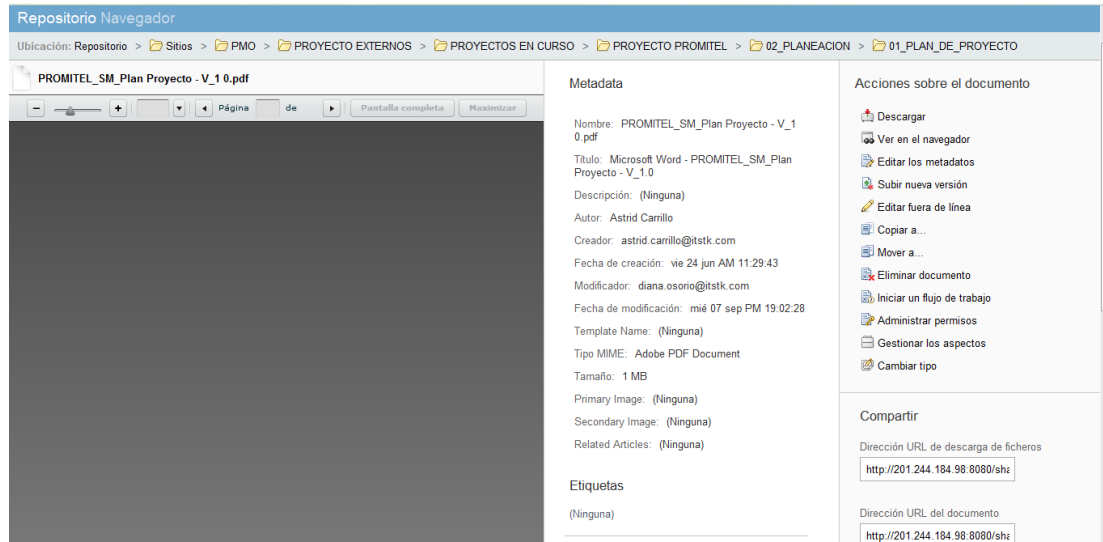 Repositorio Navegador
Ubicación: Repositorio > Sitios > PMO > PROYECTO EXTERNOS > PROYECTOS EN CURSO > PROYECTO PROMITEL > 02_PLANEACION > 01_PLAN_DE_PROYECTO
PROMITEL_SM_Plan Proyecto - V_1 0.pdf
Página de Pantalla completa Maximizar
Metadata
Nombre: PROMITEL_SM_Plan Proyecto - V_1
0.pdf
Título: Microsoft Word - PROMITEL_SM_Plan
Proyecto - V_1.0
Descripción: (Ninguna)
Autor: Astrid Carrillo
Creador: astrid.carrillo@itstk.com
Fecha de creación: vie 24 jun AM 11:29:43
Modificador: diana.osorio@itstk.com
Fecha de modificación: mié 07 sep PM 19:02:28
Template Name: (Ninguna)
Tipo MIME: Adobe PDF Document
Tamaño: 1 MB
Primary Image: (Ninguna)
Secondary Image: (Ninguna)
Related Articles: (Ninguna)
Etiquetas
(Ninguna)
Acciones sobre el documento
Descargar
Ver en el navegador
Editar los metadatos
Subir nueva versión
Editar fuera de línea
Copiar a...
Mover a...
Eliminar documento
Iniciar un flujo de trabajo
Administrar permisos
Gestionar los aspectos
Cambiar tipo
Compartir
Dirección URL de descarga de ficheros
http://201.244.184.98:8080/sha
Dirección URL del documento
http://201.244.184.98:8080/sha